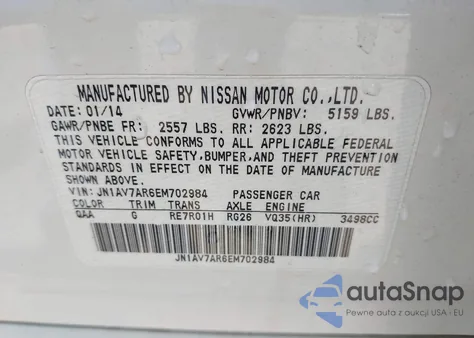 MANUFACTURED BY NISSAN MOTOR CO.,LTD.
DATE: 01/14 GVWR/PNBV: 5159 LBS.
GAWR/PNBE FR: 2557 LBS. RR: 2623 LBS.
THIS VEHICLE CONFORMS TO ALL APPLICABLE FEDERAL
MOTOR VEHICLE SAFETY, BUMPER, AND THEFT PREVENTION
STANDARDS IN EFFECT ON THE DATE OF MANUFACTURE
SHOWN ABOVE.
VIN: JN1AV7AR6EM702984 PASSENGER CAR
COLOR TRIM TRANS AXLE ENGINE
QAA G RE7R01H RG26 VQ35(HR) 3498CC
JN1AV7AR6EM702984
autoSnap
Pewne auta z aukcji USA - EU